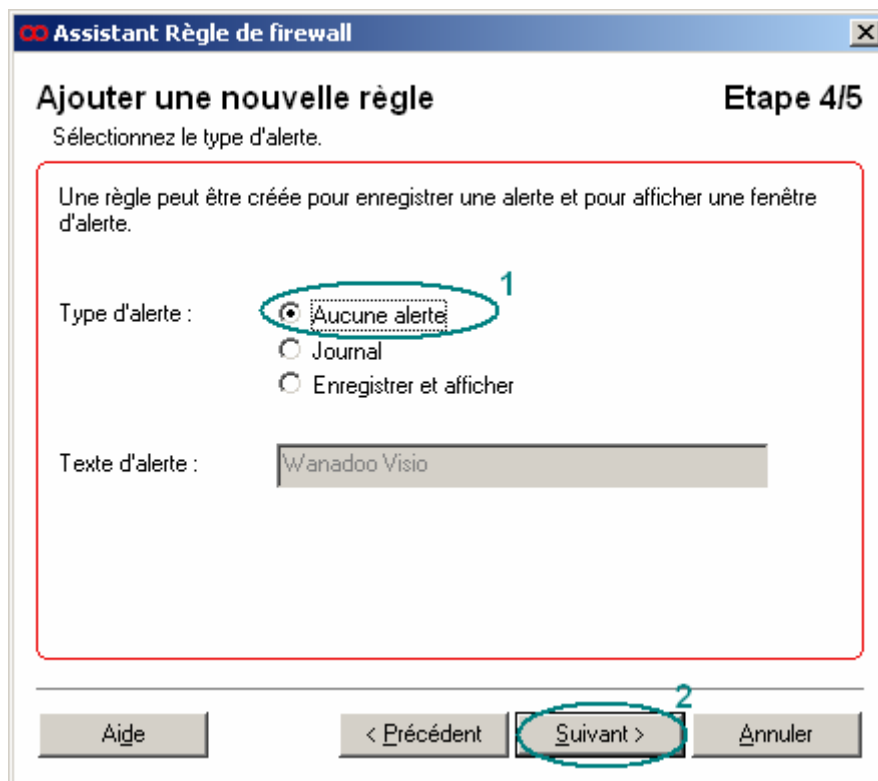 Assistant Règle de firewall
Ajouter une nouvelle règle
Etape 4/5
Sélectionnez le type d'alerte.
Une règle peut être créée pour enregistrer une alerte et pour afficher une fenêtre
d'alerte.
1
Type d'alerte :
Aucune alerte
Journal
Enregistrer et afficher
Texte d'alerte :
Wanadoo Visio
2
Aide
< Précédent
Suivant >
Annuler